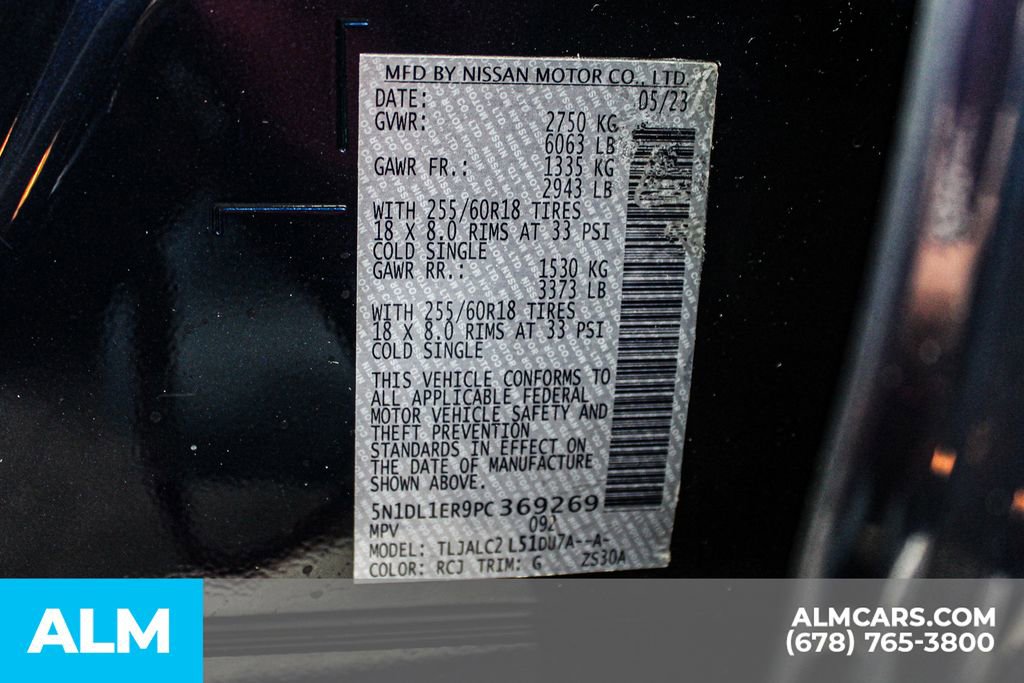 MFD BY NISSAN MOTOR CO., LTD.
DATE: 05/23
GVWR: 2750 KG
6063 LB
GAWR FR.: 1335 KG
2943 LB
WITH 255/60R18 TIRES
18 X 8.0 RIMS AT 33 PSI
COLD SINGLE
GAWR RR.: 1530 KG
3373 LB
WITH 255/60R18 TIRES
18 X 8.0 RIMS AT 33 PSI
COLD SINGLE
THIS VEHICLE CONFORMS TO
ALL APPLICABLE FEDERAL
MOTOR VEHICLE SAFETY AND
THEFT PREVENTION
STANDARDS IN EFFECT ON
THE DATE OF MANUFACTURE
SHOWN ABOVE.
5N1DL1ER9PC369269
MPV 092
MODEL: TLJALC2 L51DU7A--A-
COLOR: RCJ TRIM: G ZS30A
ALM
ALMCARS.COM
(678) 765-3800